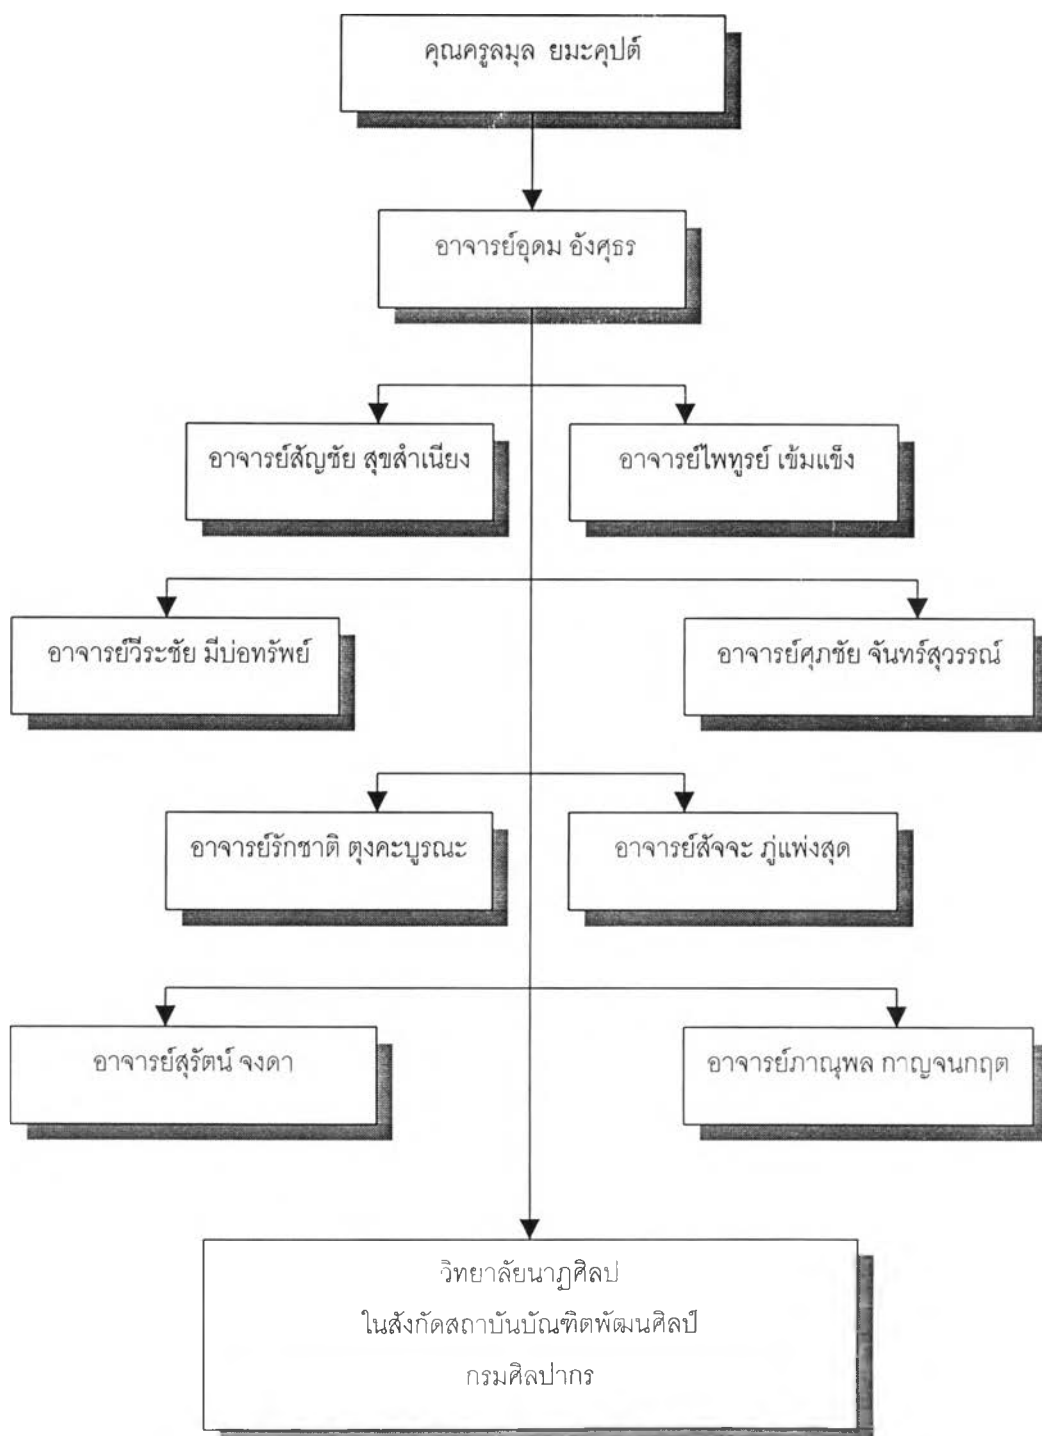 คุณครูลมุล ยมะคุปต์
อาจารย์อุดม อังศุธร
อาจารย์สัญชัย สุขสำเนียง
อาจารย์ไพทูรย์ เข้มแข็ง
อาจารย์วีระชัย มีบ่อทรัพย์
อาจารย์ศุภชัย จันทร์สุวรรณ์
อาจารย์รักชาติ ตุงคะบูรณะ
อาจารย์สัจจะ ภู่แพ่งสุด
อาจารย์สุรัตน์ จงดา
อาจารย์ภาณุพล กาญจนกฤต
วิทยาลัยนาฏศิลป
ในสังกัดสถาบันบัณฑิตพัฒนศิลป์
กรมศิลปากร